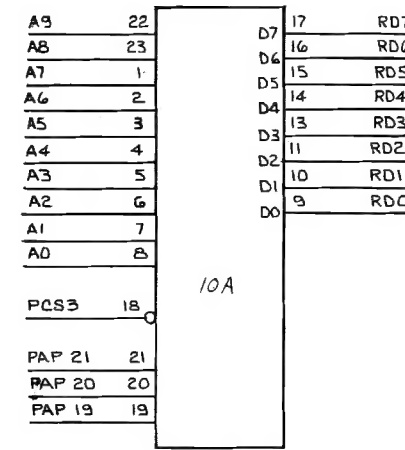 A9 22
A8 23
A7 1
A6 2
A5 3
A4 4
A3 5
A2 6
A1 7
A0 8
PCS3 18
PAP 21 21
PAP 20 20
PAP 19 19
10A
D7 17 RD7
D6 16 RD6
D5 15 RD5
D4 14 RD4
D3 13 RD3
D2 11 RD2
D1 10 RD1
D0 9 RD0